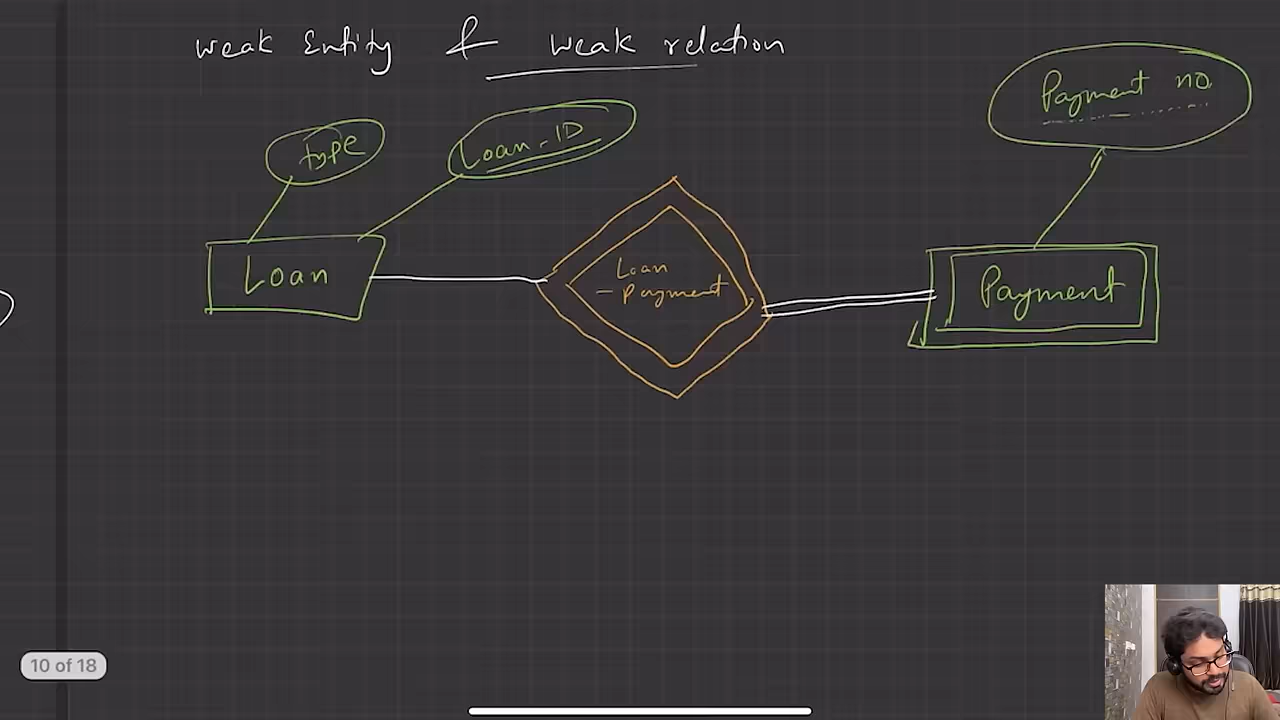 weak Entity & weak relation
Payment no.
type
Loan-ID
Loan
Loan
- Payment
Payment
10 of 18